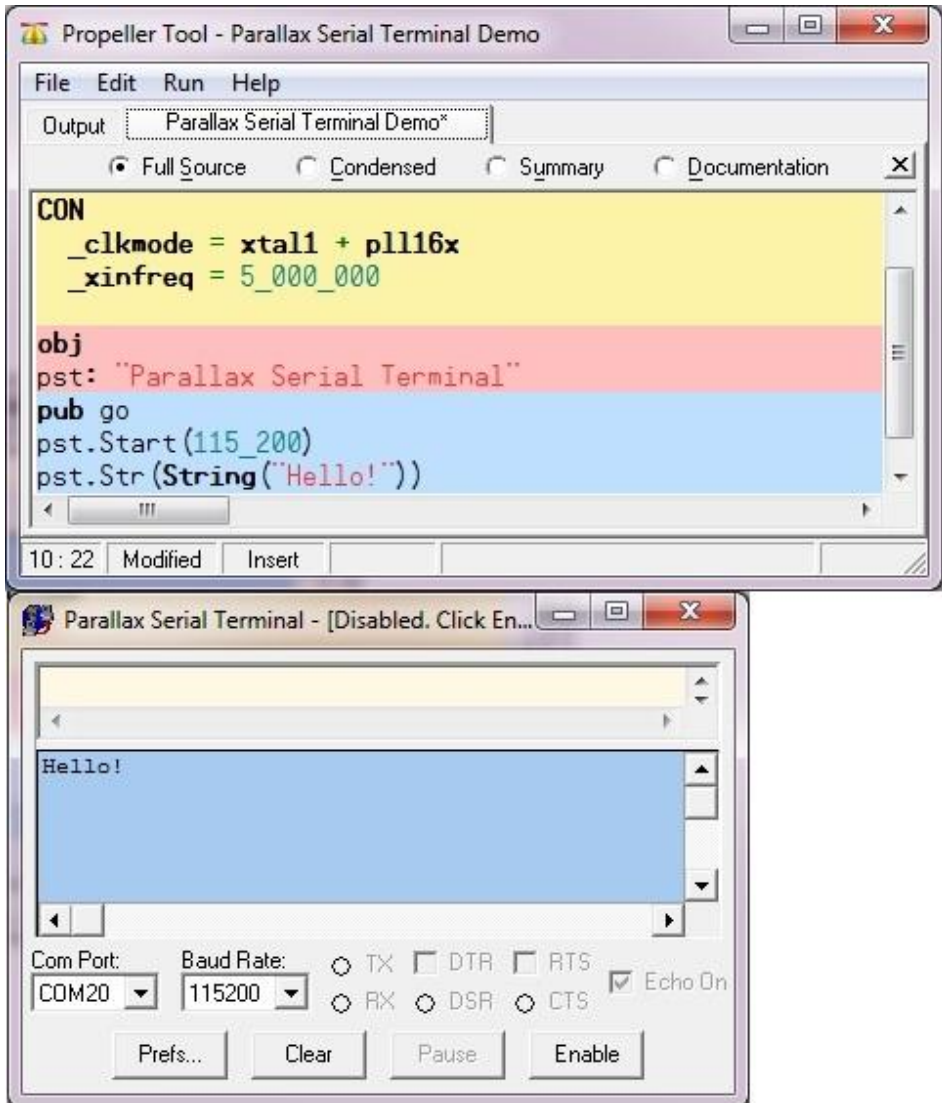 Propeller Tool - Parallax Serial Terminal Demo
File Edit Run Help
Output Parallax Serial Terminal Demo*
Full Source Condensed Summary Documentation
CON
_clkmode = xtal1 + pll16x
_xinfreq = 5_000_000
obj
pst: "Parallax Serial Terminal"
pub go
pst.Start(115_200)
pst.Str(String("Hello!"))
10 : 22 Modified Insert
Parallax Serial Terminal - [Disabled. Click En...
Hello!
Com Port: Baud Rate: TX DTR RTS
COM20 115200 RX DSR CTS Echo On
Prefs... Clear Pause Enable